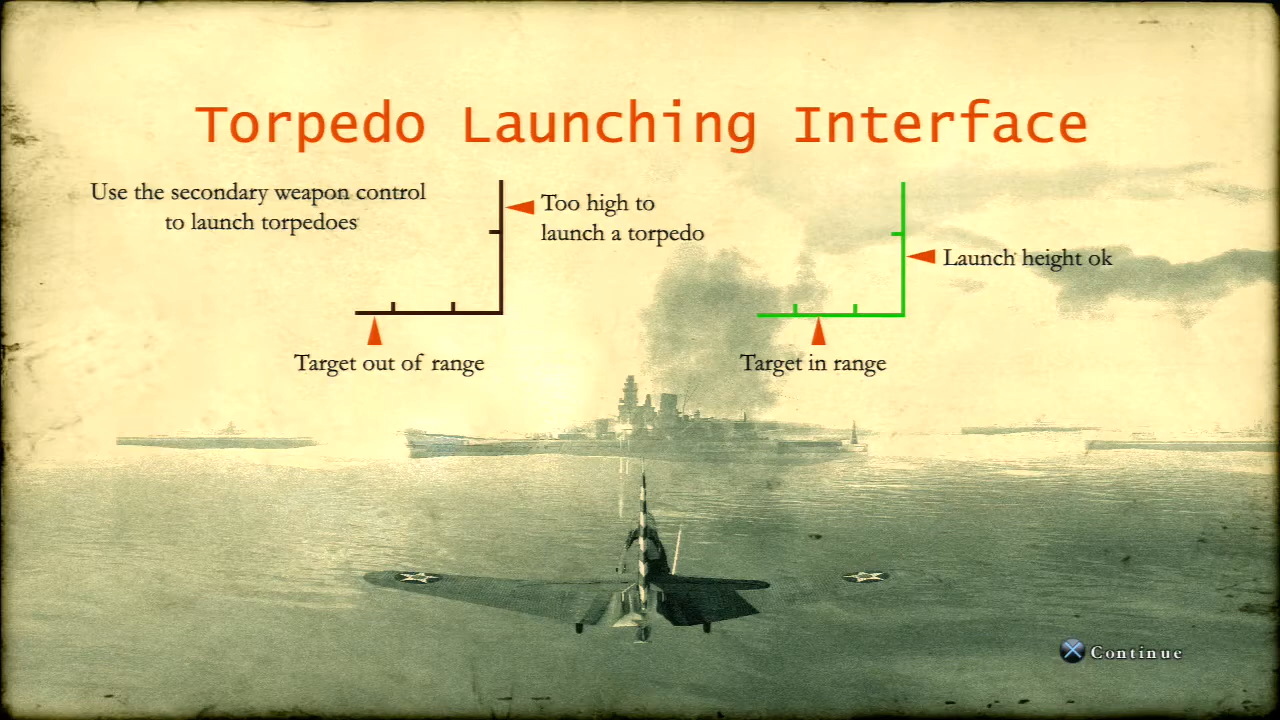 Torpedo Launching Interface
Use the secondary weapon control
to launch torpedoes
Too high to
launch a torpedo
Target out of range
Launch height ok
Target in range
Continue